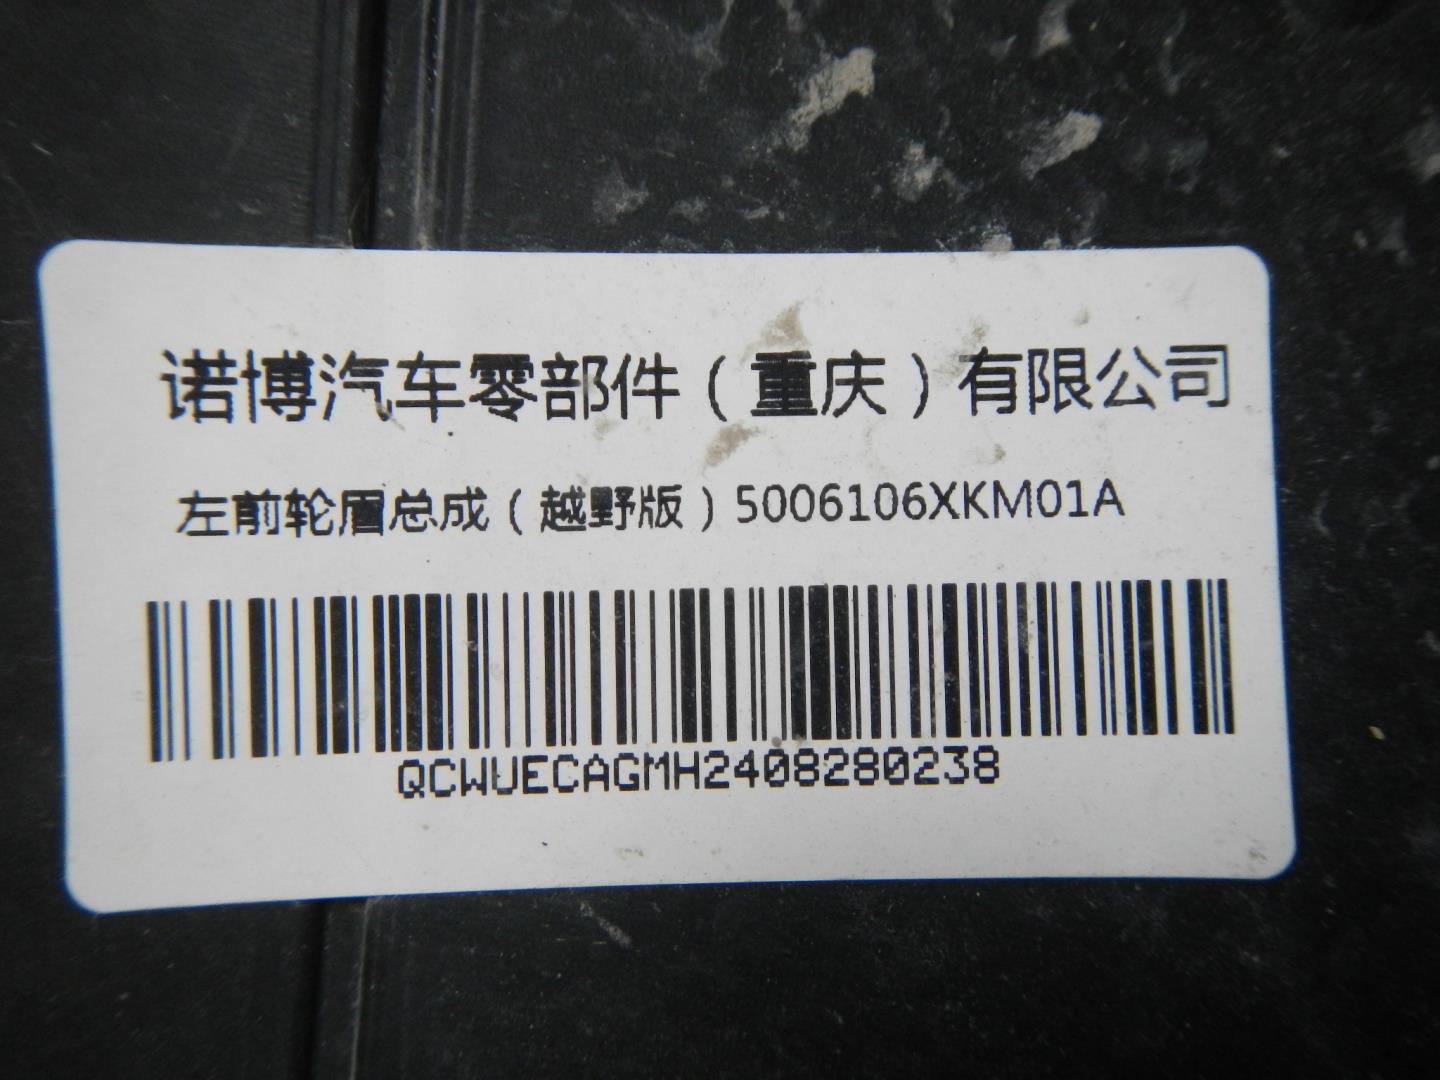 诺博汽车零部件（重庆）有限公司
左前轮眉总成（越野版）5006106XKM01A
QCWUECAGMH2408280238